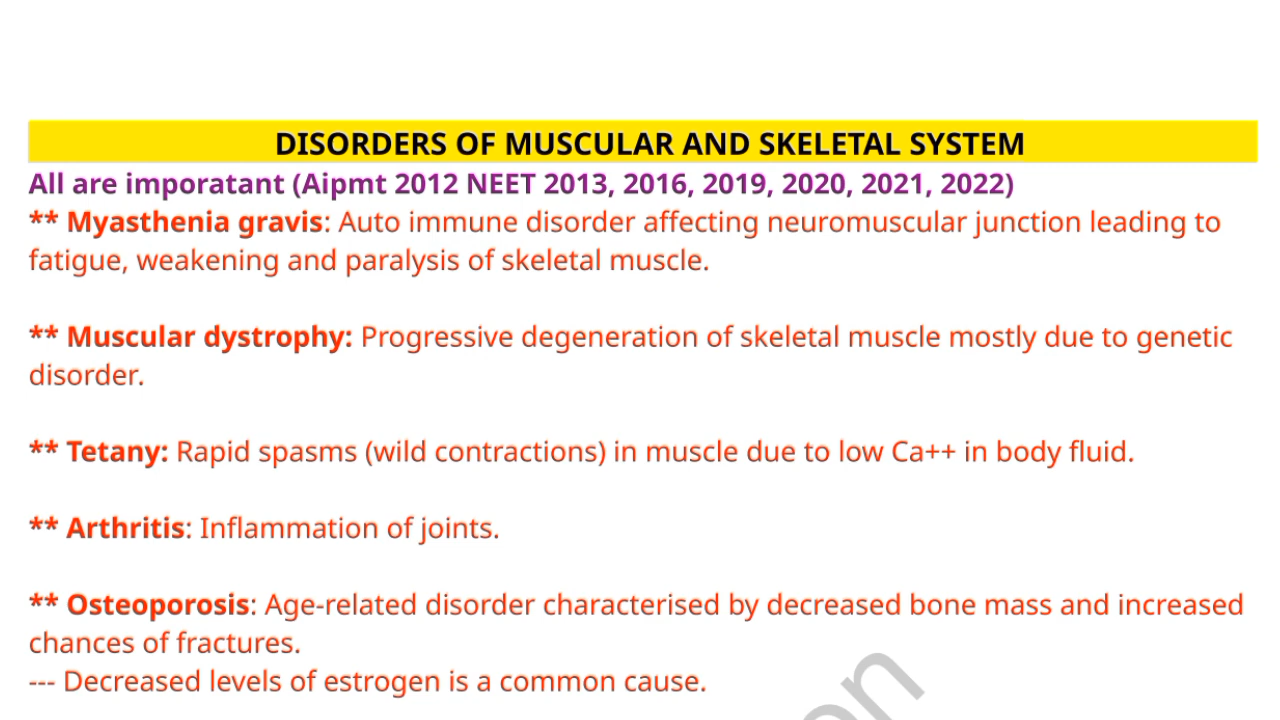 DISORDERS OF MUSCULAR AND SKELETAL SYSTEM
All are imporatant (Aipmt 2012 NEET 2013, 2016, 2019, 2020, 2021, 2022)
** Myasthenia gravis: Auto immune disorder affecting neuromuscular junction leading to
fatigue, weakening and paralysis of skeletal muscle.
** Muscular dystrophy: Progressive degeneration of skeletal muscle mostly due to genetic
disorder.
** Tetany: Rapid spasms (wild contractions) in muscle due to low Ca++ in body fluid.
** Arthritis: Inflammation of joints.
** Osteoporosis: Age-related disorder characterised by decreased bone mass and increased
chances of fractures.
--- Decreased levels of estrogen is a common cause.